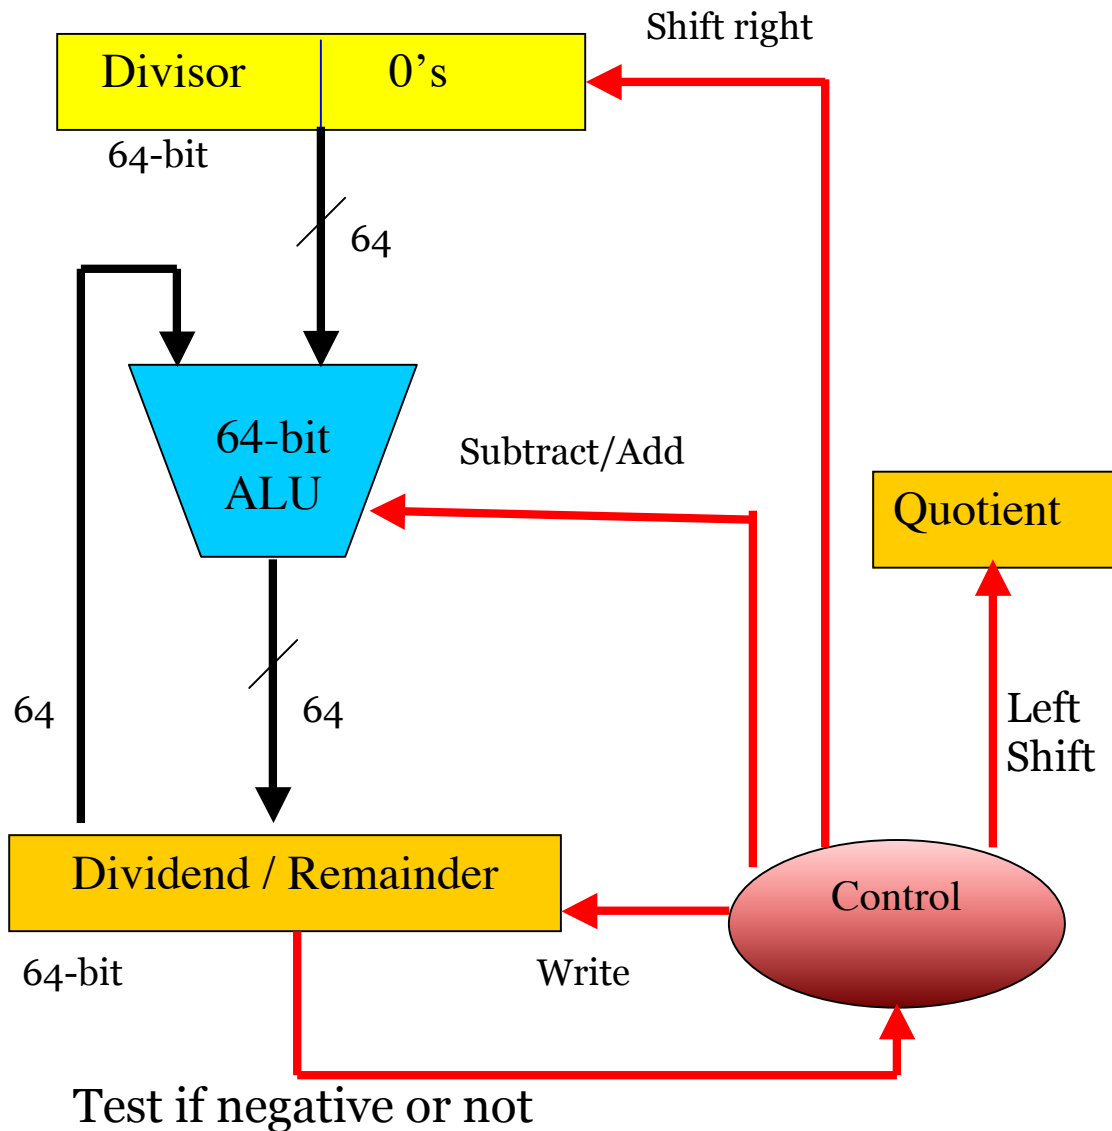 Shift right
Divisor 0’s
64-bit
64
64-bit
ALU
Subtract/Add
Quotient
64
64
Left
Shift
Dividend / Remainder
Control
64-bit
Write
Test if negative or not